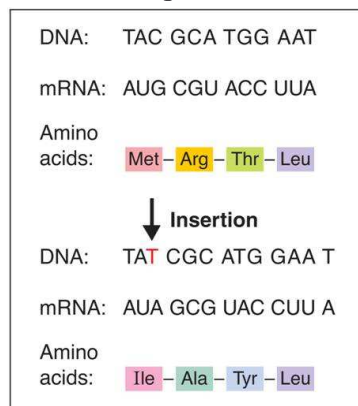 DNA: TAC GCA TGG AAT
mRNA: AUG CGU ACC UUA
Amino
acids: Met – Arg – Thr – Leu
Insertion
DNA: TAT CGC ATG GAA T
mRNA: AUA GCG UAC CUU A
Amino
acids: Ile – Ala – Tyr – Leu